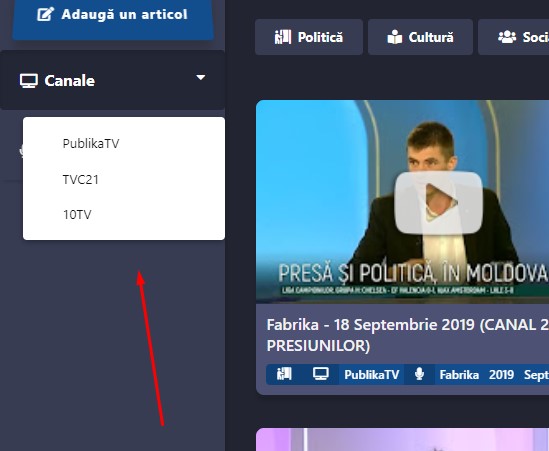 Adaugă un articol
Politică
Cultură
Soci
Canale
PublikaTV
TVC21
10TV
PRESĂ ȘI POLITICĂ, ÎN MOLDOVA
LIGA CAMPIONILOR, GRUPA H: CHELSEA - CF VALENCIA 0-1, AJAX AMSTERDAM - LILLE 3-0
Fabrika - 18 Septembrie 2019 (CANAL 2
PRESIUNILOR)
PublikaTV Fabrika 2019 Sept